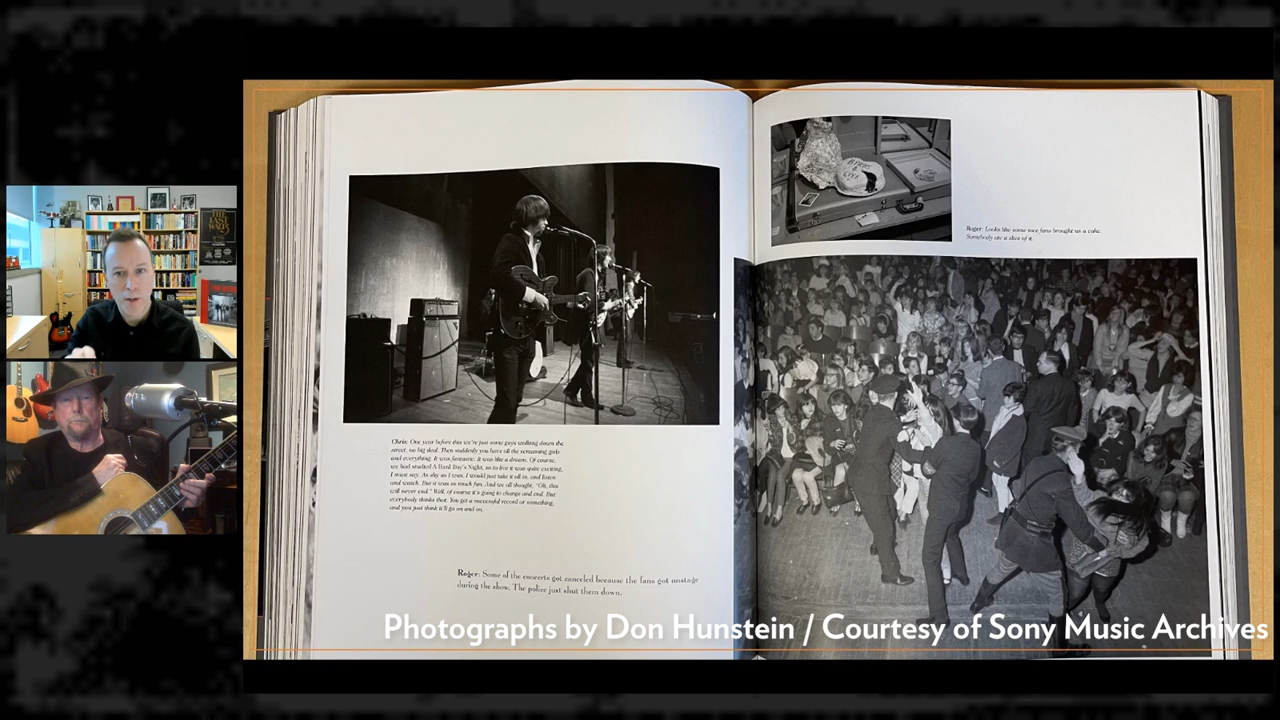 THE
LAST
WALTZ
Roger: Looks like some nice fans brought us a cake.
Somebody ate a slice of it.
Chris: One year before this we're just some guys walking down the
street, no big deal. Then suddenly you have all the screaming girls
and everything. It was fantastic. It was like a dream. Of course,
we had studied A Hard Day's Night, so to live it was quite exciting,
I must say. As shy as I was, I would just take it all in, and listen
and watch. But it was so much fun. And we all thought, "Oh, this
will never end." Well, of course it's going to change and end. But
everybody thinks that. You get a successful record or something,
and you just think it'll go on and on.
Roger: Some of the concerts got canceled because the fans got onstage
during the show. The police just shut them down.
Photographs by Don Hunstein / Courtesy of Sony Music Archives